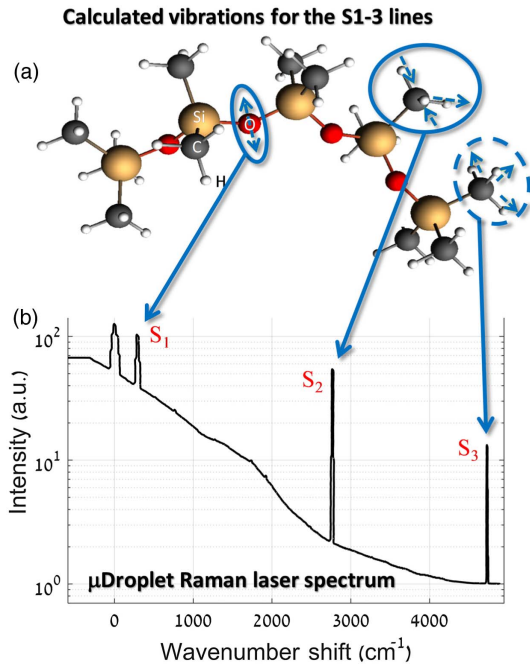 Calculated vibrations for the S1-3 lines
(a)
Si
O
C
H
(b)
10²
S₁
S₂
Intensity (a.u.)
10¹
S₃
10⁰
µDroplet Raman laser spectrum
0 1000 2000 3000 4000
Wavenumber shift (cm⁻¹)